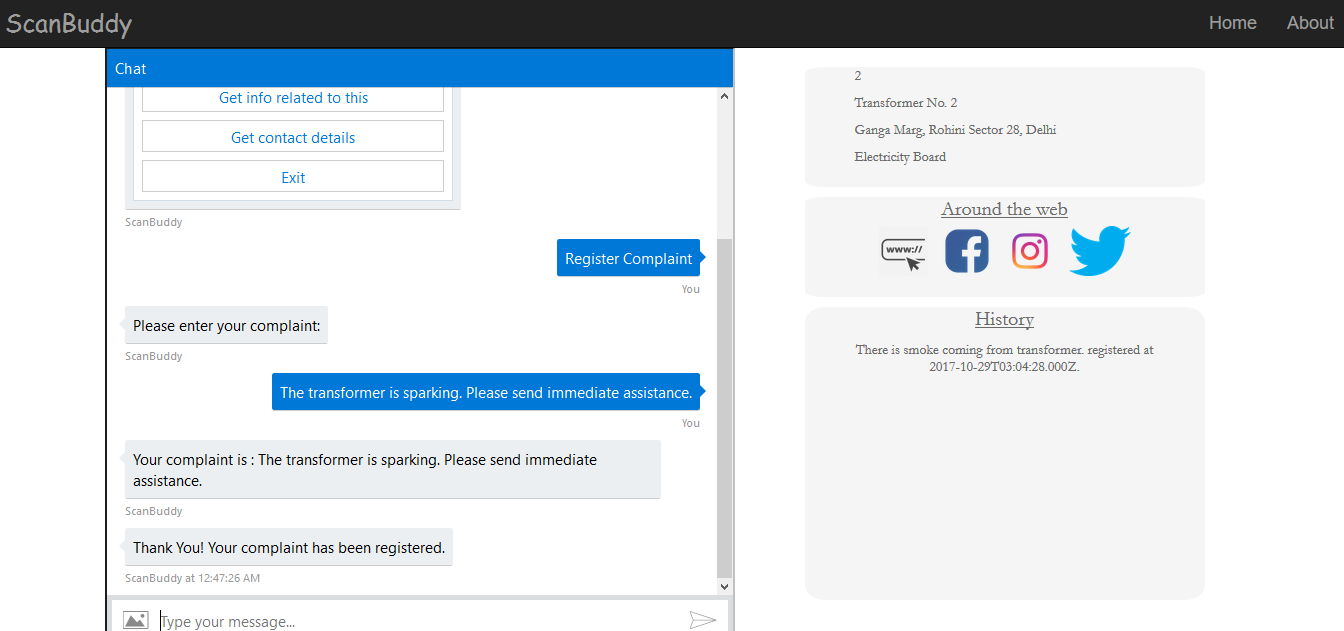 ScanBuddy
Home About
Chat
Get info related to this
Get contact details
Exit
ScanBuddy
Register Complaint
You
Please enter your complaint:
ScanBuddy
The transformer is sparking. Please send immediate assistance.
You
Your complaint is : The transformer is sparking. Please send immediate
assistance.
ScanBuddy
Thank You! Your complaint has been registered.
ScanBuddy at 12:47:26 AM
Type your message...
2
Transformer No. 2
Ganga Marg, Rohini Sector 28, Delhi
Electricity Board
Around the web
www://
History
There is smoke coming from transformer. registered at
2017-10-29T03:04:28.000Z.